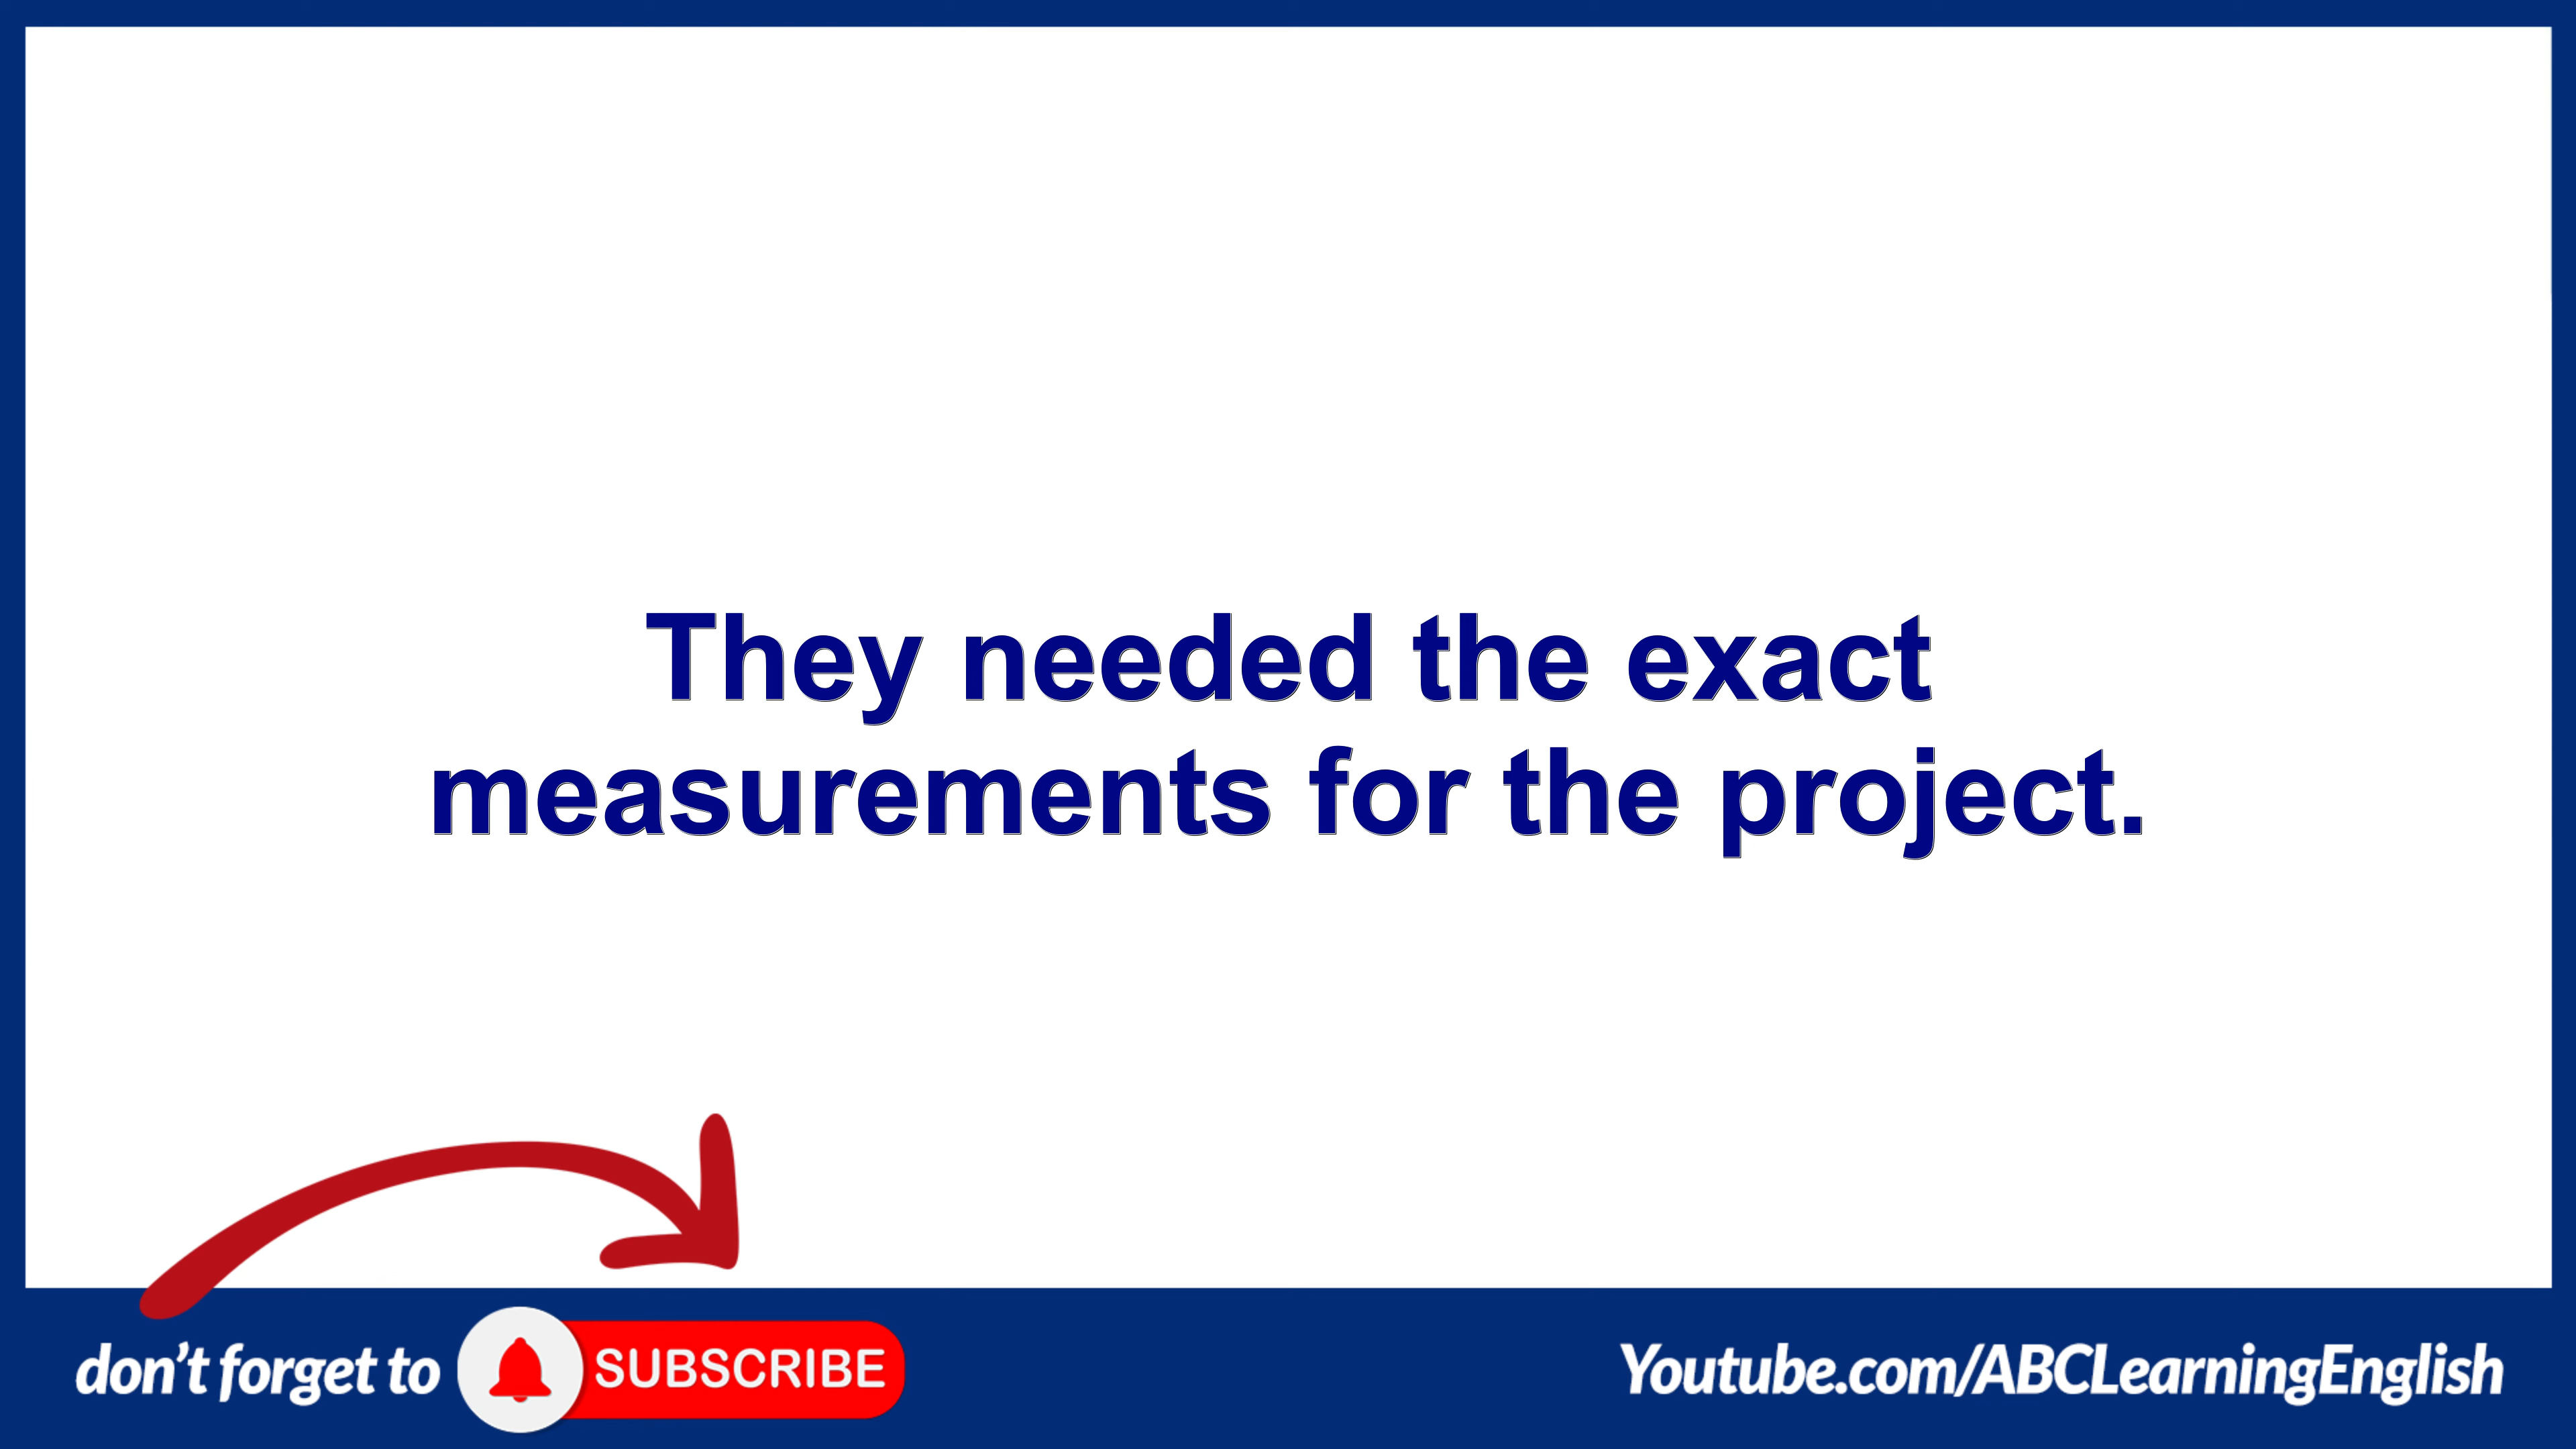 They needed the exact
measurements for the project.
don't forget to SUBSCRIBE
Youtube.com/ABCLearningEnglish